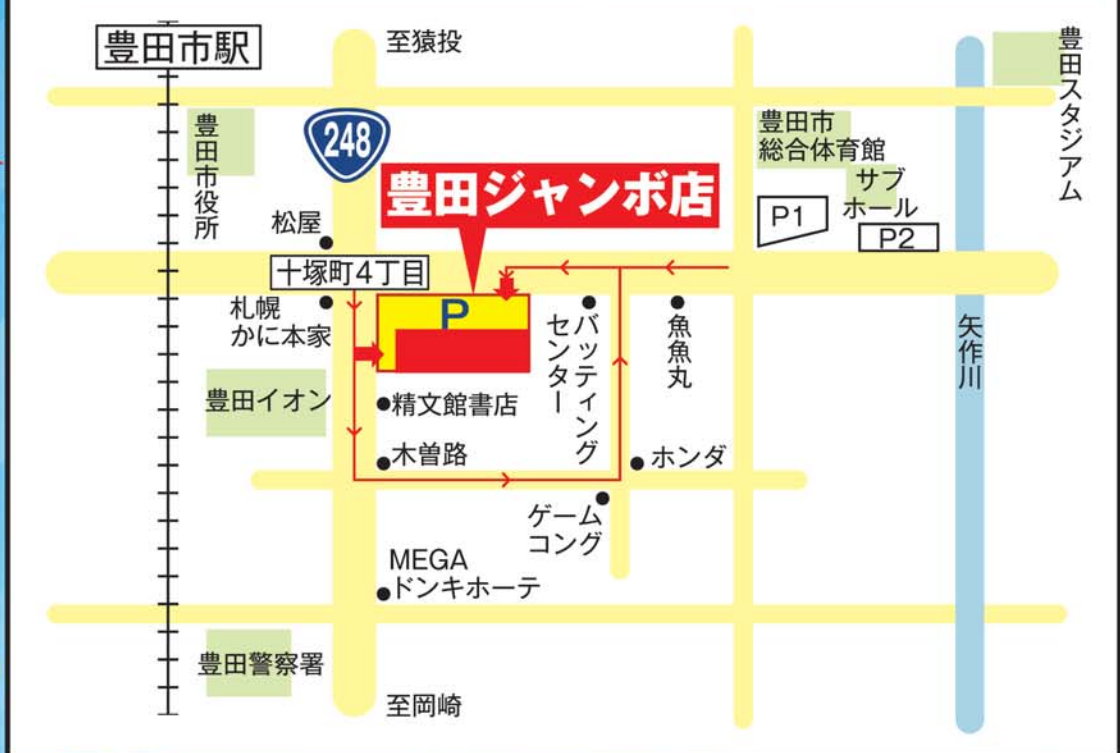 豊田市駅
至猿投
豊田スタジアム
豊田市役所
248
豊田市
総合体育館
サブ
ホール
豊田ジャンボ店
P1
P2
松屋
十塚町4丁目
P
札幌
かに本家
バッティング
センター
魚魚丸
矢作川
豊田イオン
精文館書店
木曽路
ホンダ
ゲーム
コング
MEGA
ドンキホーテ
豊田警察署
至岡崎